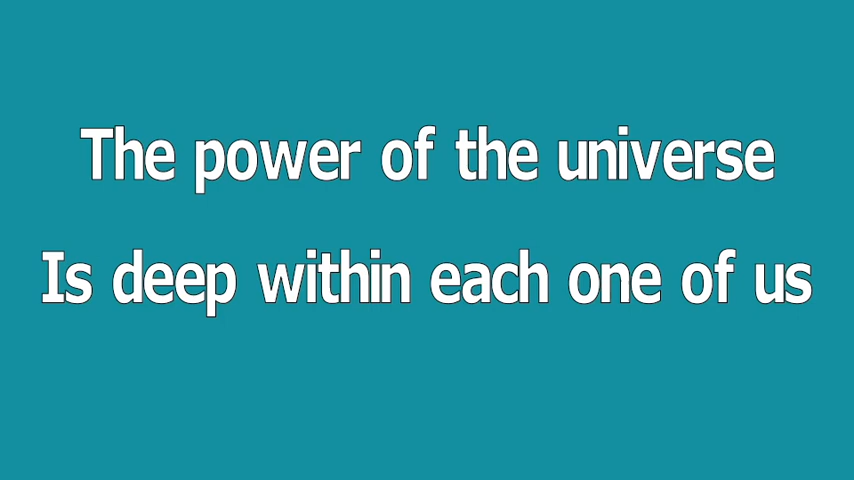 The power of the universe
Is deep within each one of us